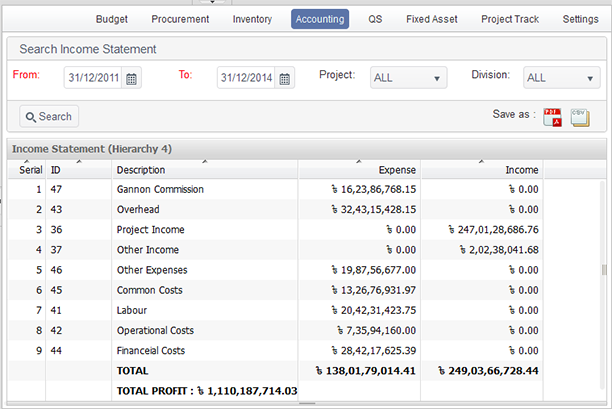 Budget Procurement Inventory Accounting QS Fixed Asset Project Track Settings
Search Income Statement
From: 31/12/2011 To: 31/12/2014 Project: ALL Division: ALL
Search Save as : PDF CSV
Income Statement (Hierarchy 4)
Serial ID Description Expense Income
1 47 Gannon Commission ৳ 16,23,86,768.15 ৳ 0.00
2 43 Overhead ৳ 32,43,15,428.15 ৳ 0.00
3 36 Project Income ৳ 0.00 ৳ 247,01,28,686.76
4 37 Other Income ৳ 0.00 ৳ 2,02,38,041.68
5 46 Other Expenses ৳ 19,87,56,677.00 ৳ 0.00
6 45 Common Costs ৳ 13,26,76,931.97 ৳ 0.00
7 41 Labour ৳ 20,42,31,423.75 ৳ 0.00
8 42 Operational Costs ৳ 7,35,94,160.00 ৳ 0.00
9 44 Financeial Costs ৳ 28,42,17,625.39 ৳ 0.00
TOTAL ৳ 138,01,79,014.41 ৳ 249,03,66,728.44
TOTAL PROFIT : ৳ 1,110,187,714.03